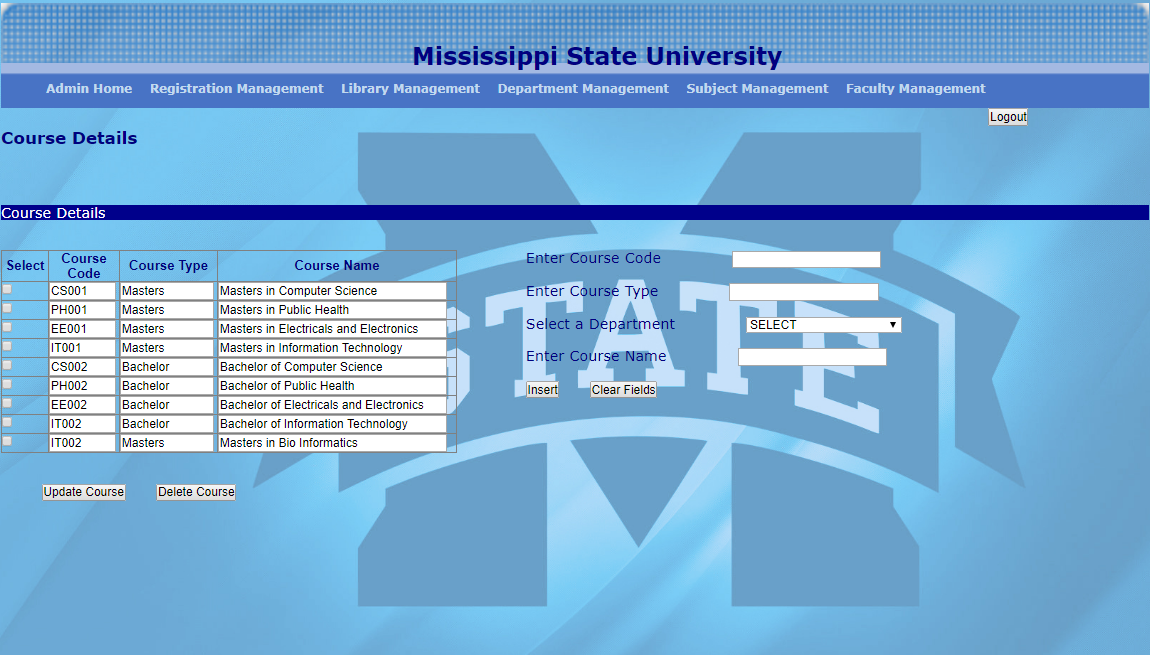 Mississippi State University
Admin Home Registration Management Library Management Department Management Subject Management Faculty Management
Logout
Course Details
Course Details
Select Course Code Course Type Course Name
CS001 Masters Masters in Computer Science
PH001 Masters Masters in Public Health
EE001 Masters Masters in Electricals and Electronics
IT001 Masters Masters in Information Technology
CS002 Bachelor Bachelor of Computer Science
PH002 Bachelor Bachelor of Public Health
EE002 Bachelor Bachelor of Electricals and Electronics
IT002 Bachelor Bachelor of Information Technology
IT002 Masters Masters in Bio Informatics
Update Course Delete Course
Enter Course Code
Enter Course Type
Select a Department SELECT
Enter Course Name
Insert Clear Fields
STATE